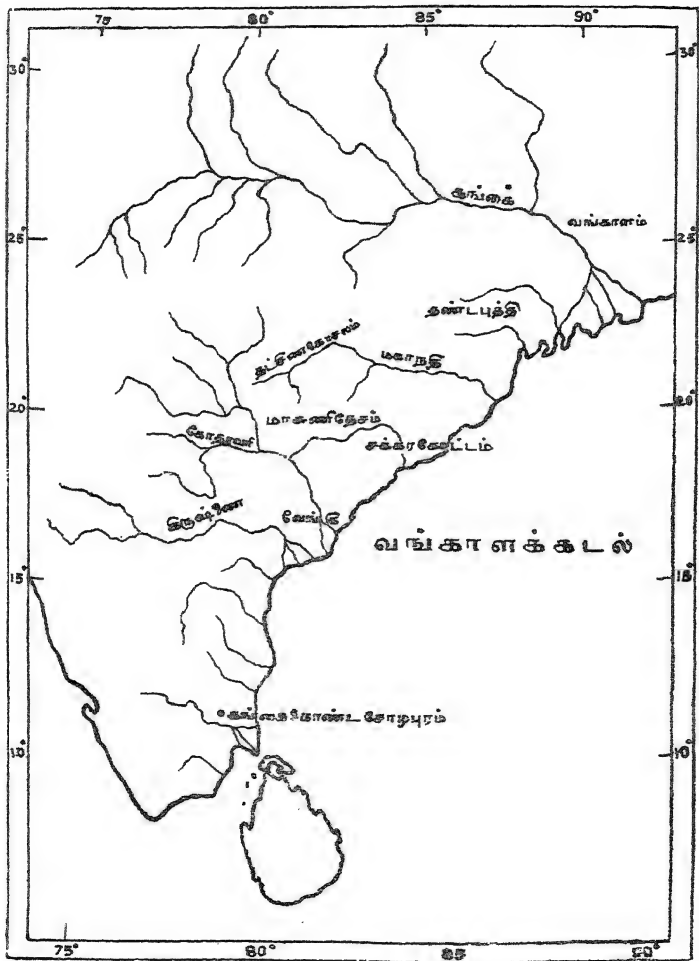 75° 80° 85° 90°
30° 30°
கங்கை
வங்காளம்
25° 25°
தண்டபுத்தி
தட்சிணகோசலம்
மகாநதி
20° 20°
மாசுணிதேசம்
கோதாவரி
சக்கரகோட்டம்
கிருஷ்ணை
வேங்கி
வங்காளக்கடல்
15° 15°
கங்கைகொண்ட சோழபுரம்
10° 10°
75° 80° 85 90°